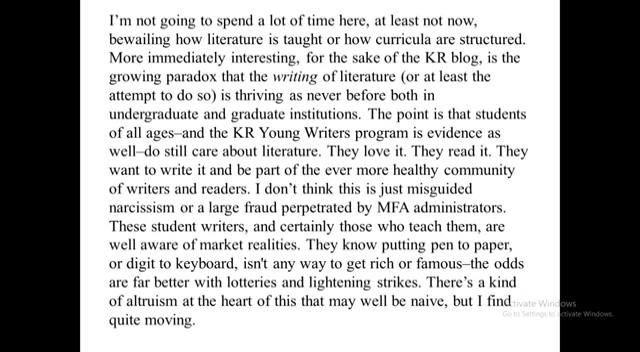 I'm not going to spend a lot of time here, at least not now,
bewailing how literature is taught or how curricula are structured.
More immediately interesting, for the sake of the KR blog, is the
growing paradox that the writing of literature (or at least the
attempt to do so) is thriving as never before both in
undergraduate and graduate institutions. The point is that students
of all ages–and the KR Young Writers program is evidence as
well–do still care about literature. They love it. They read it. They
want to write it and be part of the ever more healthy community
of writers and readers. I don't think this is just misguided
narcissism or a large fraud perpetrated by MFA administrators.
These student writers, and certainly those who teach them, are
well aware of market realities. They know putting pen to paper,
or digit to keyboard, isn't any way to get rich or famous–the odds
are far better with lotteries and lightening strikes. There's a kind
of altruism at the heart of this that may well be naive, but I find
quite moving.
Activate Windows
Go to Settings to activate Windows.